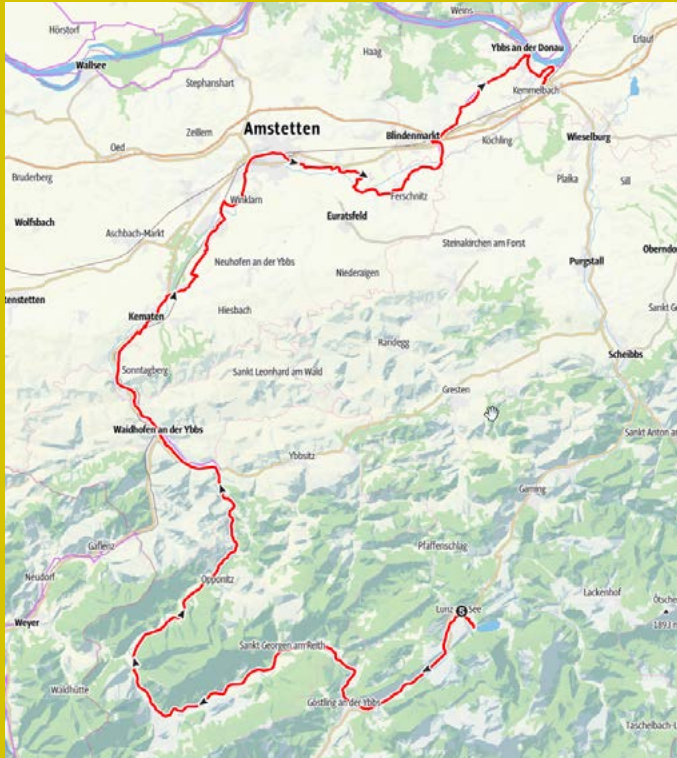 Weins
Hörstorf
Ybbs an der Donau
Erlauf
Haag
Wallsee
Stephanshart
Kemmelbach
Zeillern
Amstetten
Blindenmarkt
Oed
Köchling
Wieselburg
Bruderberg
Plaika
Sill
Winklarn
Ferschnitz
Euratsfeld
Wolfsbach
Aschbach-Markt
Steinakirchen am Forst
Oberndo
Neuhofen an der Ybbs
Purgstall
Niederaigen
tenstetten
Hiesbach
Sankt G
Kematen
Randegg
Scheibbs
Sonntagberg
Sankt Leonhard am Wald
Gresten
Waidhofen an der Ybbs
Sankt Anton a
Ybbsitz
Gaming
Gaflenz
Pfaffenschlag
Neudorf
Opponitz
Lackenhof
Ötsche
Lunz
S
See
Weyer
1893 m
Sankt Georgen am Reith
Waidhütte
Göstling an der Ybbs
Taschelbach-L